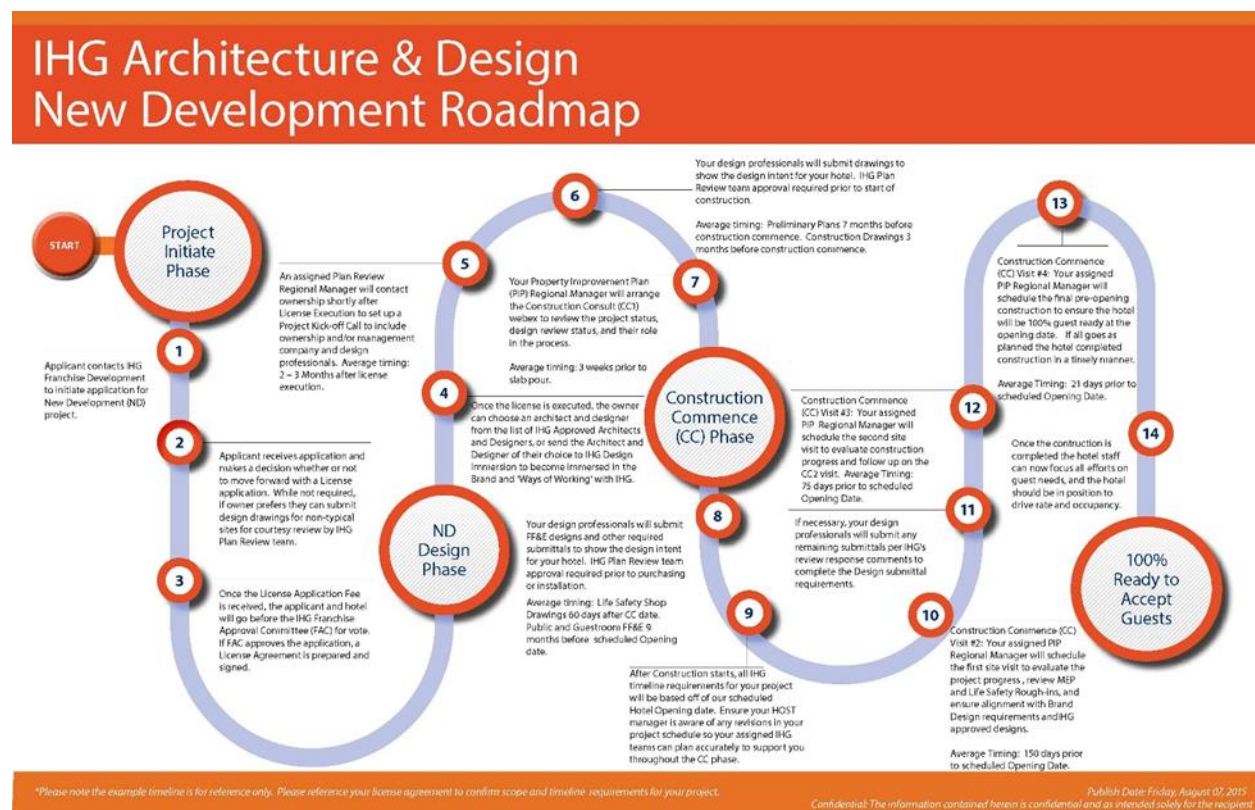 IHG Architecture & Design
New Development Roadmap
START
Project
Initiate
Phase
1
Applicant contacts IHG
Franchise Development
to initiate application for
New Development (ND)
project.
2
Applicant receives application and
makes a decision whether or not
to move forward with a License
application. While not required,
if owner prefers they can submit
design drawings for non-typical
sites for courtesy review by IHG
Plan Review team.
3
Once the License Application Fee
is received, the applicant and hotel
will go before the IHG Franchise
Approval Committee (FAC) for vote.
If FAC approves the application, a
License Agreement is prepared and
signed.
ND
Design
Phase
4
Once the license is executed, the owner
can choose an architect and designer
from the list of IHG Approved Architects
and Designers, or send the Architect and
Designer of their choice to IHG Design
Immersion to become immersed in the
Brand and 'Ways of Working' with IHG.
5
An assigned Plan Review
Regional Manager will contact
ownership shortly after
License Execution to set up a
Project Kick-off Call to include
ownership and/or management
company and design
professionals. Average timing:
2 – 3 Months after license
execution.
6
Your design professionals will submit drawings to
show the design intent for your hotel. IHG Plan
Review team approval required prior to start of
construction.
Average timing: Preliminary Plans 7 months before
construction commence. Construction Drawings 3
months before construction commence.
7
Your Property Improvement Plan
(PIP) Regional Manager will arrange
the Construction Consult (CC1)
webex to review the project status,
design review status, and their role
in the process.
Average timing: 3 weeks prior to
slab pour.
Construction
Commence
(CC) Phase
8
Your design professionals will submit
FF&E designs and other required
submittals to show the design intent
for your hotel. IHG Plan Review team
approval required prior to purchasing
or installation.
Average timing: Life Safety Shop
Drawings 60 days after CC date.
Public and Guestroom FF&E 9
months before scheduled Opening
date.
9
After Construction starts, all IHG
timeline requirements for your project
will be based off of our scheduled
Hotel Opening date. Ensure your HOST
manager is aware of any revisions in your
project schedule so your assigned IHG
teams can plan accurately to support you
throughout the CC phase.
10
Construction Commence (CC)
Visit #2: Your assigned PIP
Regional Manager will schedule
the first site visit to evaluate the
project progress , review MEP
and Life Safety Rough-ins, and
ensure alignment with Brand
Design requirements andIHG
approved designs.
Average Timing: 150 days prior
to scheduled Opening Date.
11
If necessary, your design
professionals will submit any
remaining submittals per IHG's
review response comments to
complete the Design submittal
requirements.
12
Construction Commence
(CC) Visit #3: Your assigned
PIP Regional Manager will
schedule the second site
visit to evaluate construction
progress and follow up on the
CC2 visit. Average Timing:
75 days prior to scheduled
Opening Date.
13
Construction Commence
(CC) Visit #4: Your assigned
PIP Regional Manager will
schedule the final pre-opening
construction to ensure the hotel
will be 100% guest ready at the
opening date. If all goes as
planned the hotel completed
construction in a timely manner.
Average Timing: 21 days prior to
scheduled Opening Date.
14
Once the contruction is
completed the hotel staff
can now focus all efforts on
guest needs, and the hotel
should be in position to
drive rate and occupancy.
100%
Ready to
Accept
Guests
*Please note the example timeline is for reference only. Please reference your license agreement to confirm scope and timeline requirements for your project.
Publish Date: Friday, August 07, 2015
Confidential: The information contained herein is confidential and as intended solely for the recipient